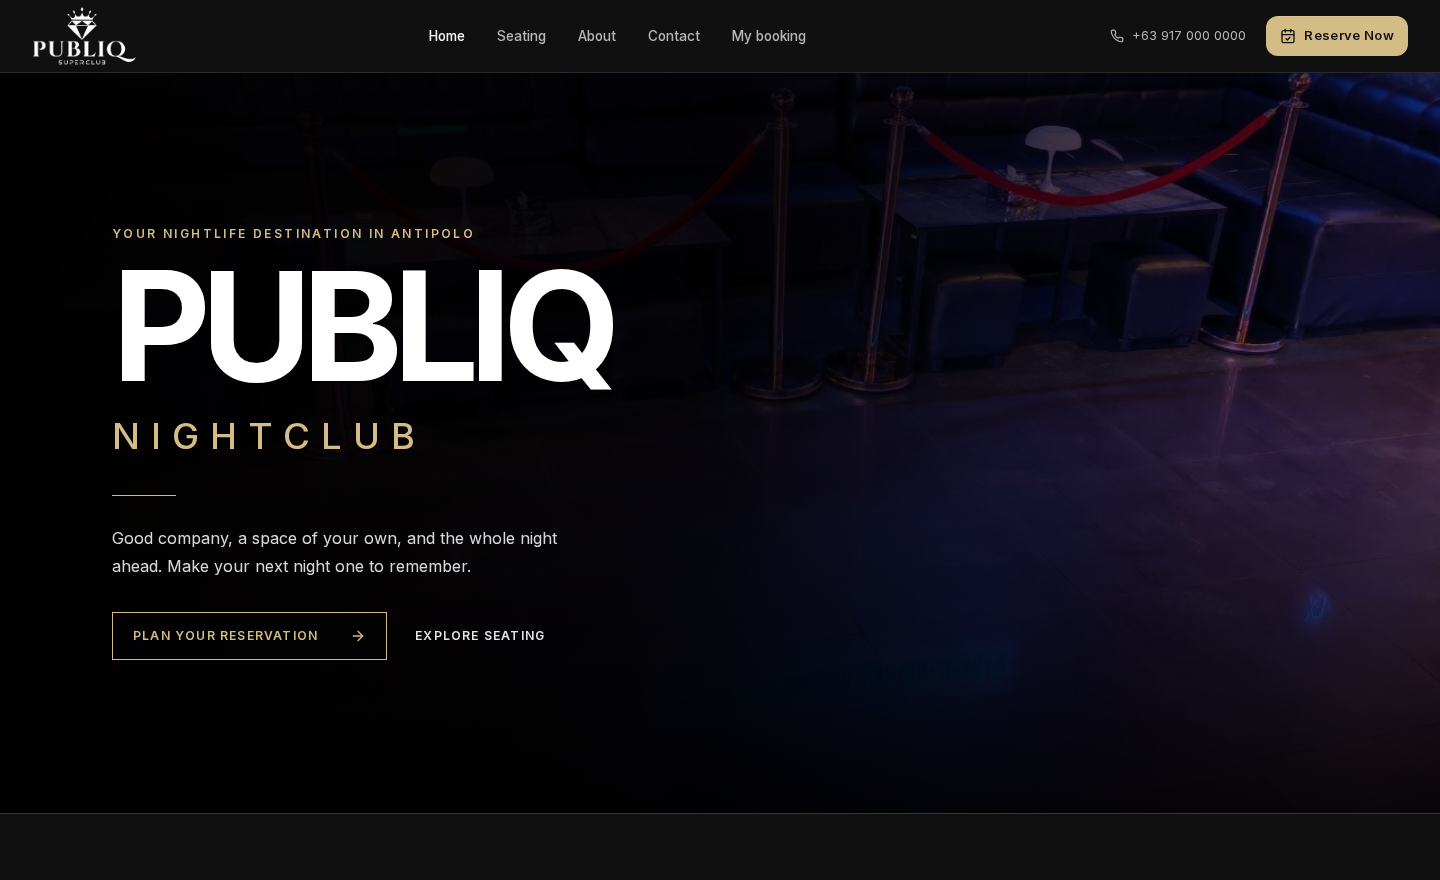 PUBLIQ
SUPERCLUB
Home
Seating
About
Contact
My booking
+63 917 000 0000
Reserve Now
YOUR NIGHTLIFE DESTINATION IN ANTIPOLO
PUBLIQ
NIGHTCLUB
Good company, a space of your own, and the whole night
ahead. Make your next night one to remember.
PLAN YOUR RESERVATION
EXPLORE SEATING